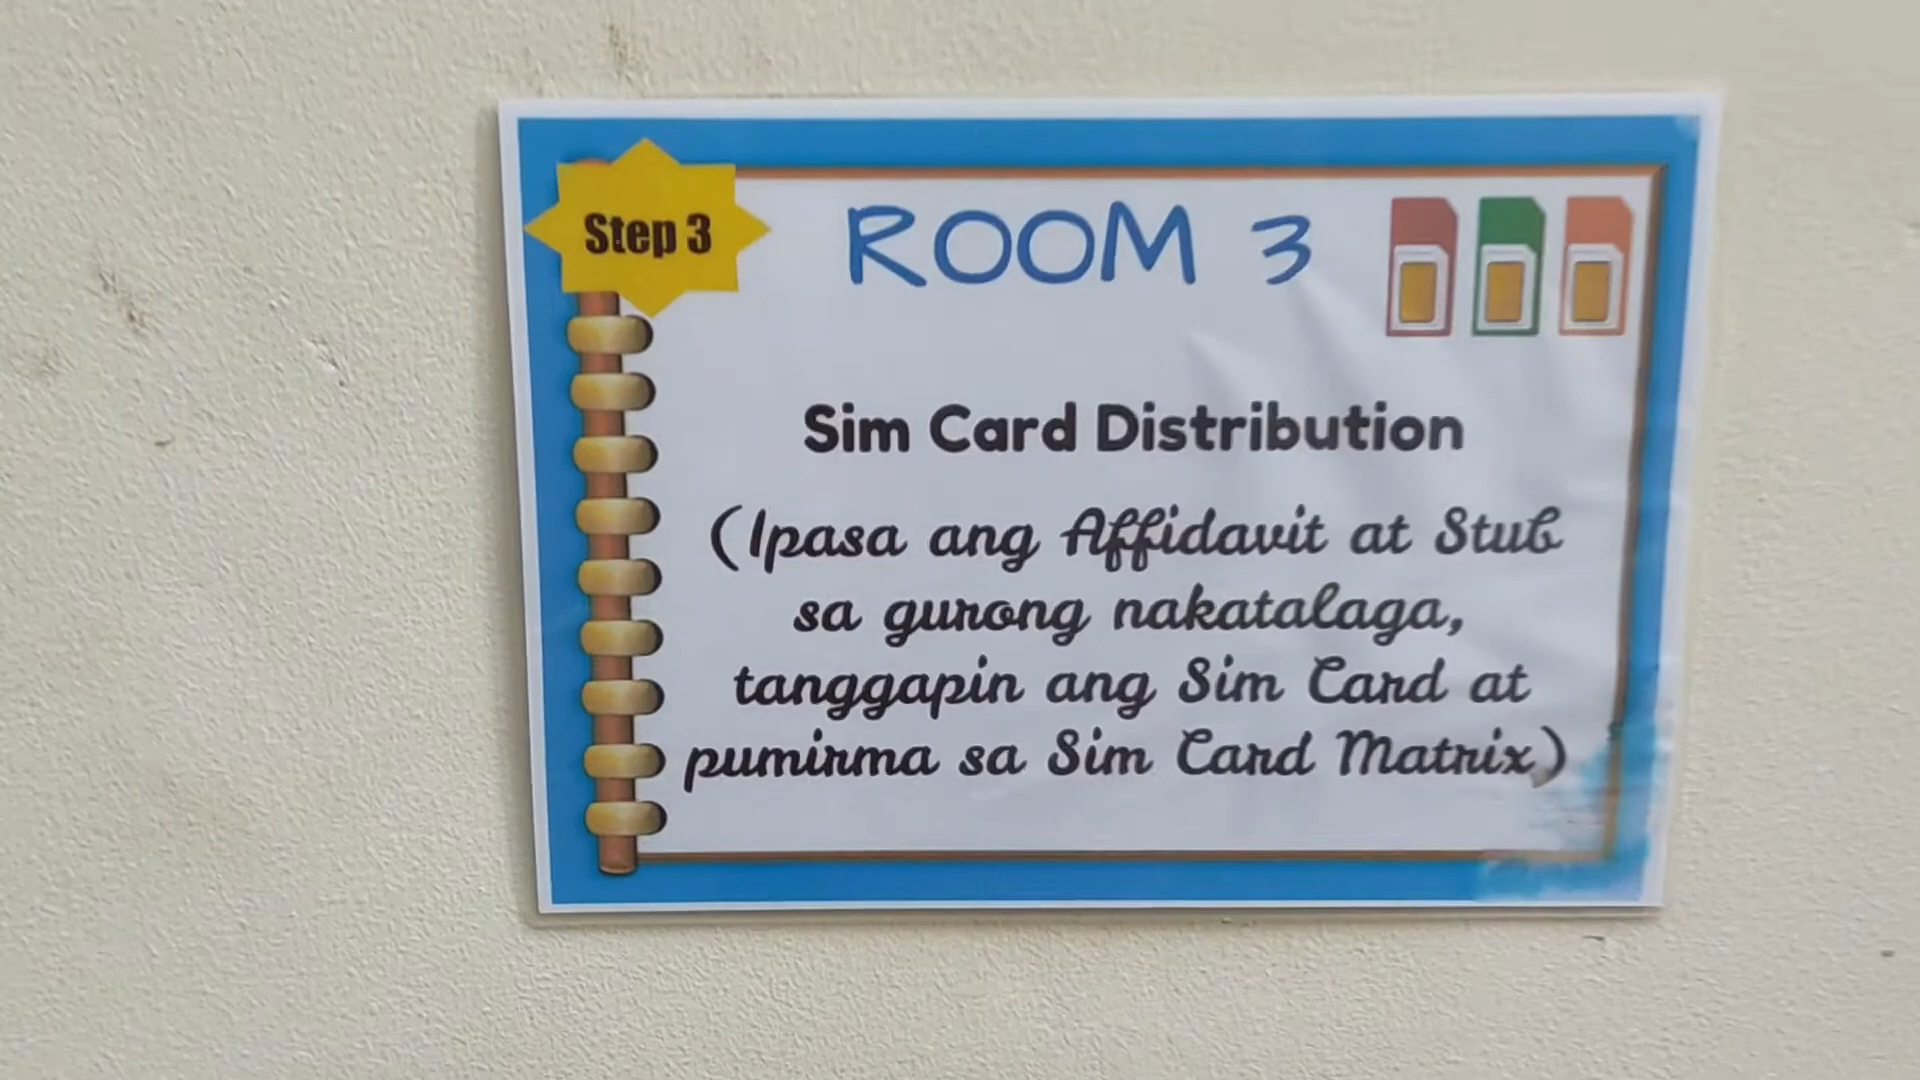 Step 3
ROOM 3
Sim Card Distribution
(Ipasa ang Affidavit at Stub
sa gurong nakatalaga,
tanggapin ang Sim Card at
pumirma sa Sim Card Matrix)